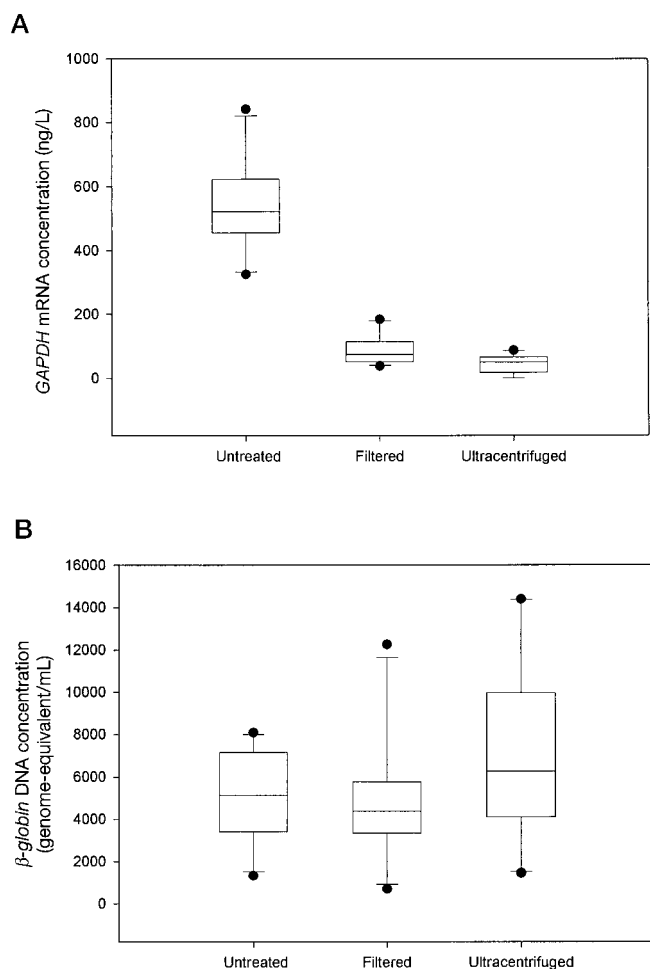 A
GAPDH mRNA concentration (ng/L)
1000
800
600
400
200
0
Untreated Filtered Ultracentrifuged
B
β-globin DNA concentration
(genome-equivalent/mL)
16000
14000
12000
10000
8000
6000
4000
2000
0
Untreated Filtered Ultracentrifuged